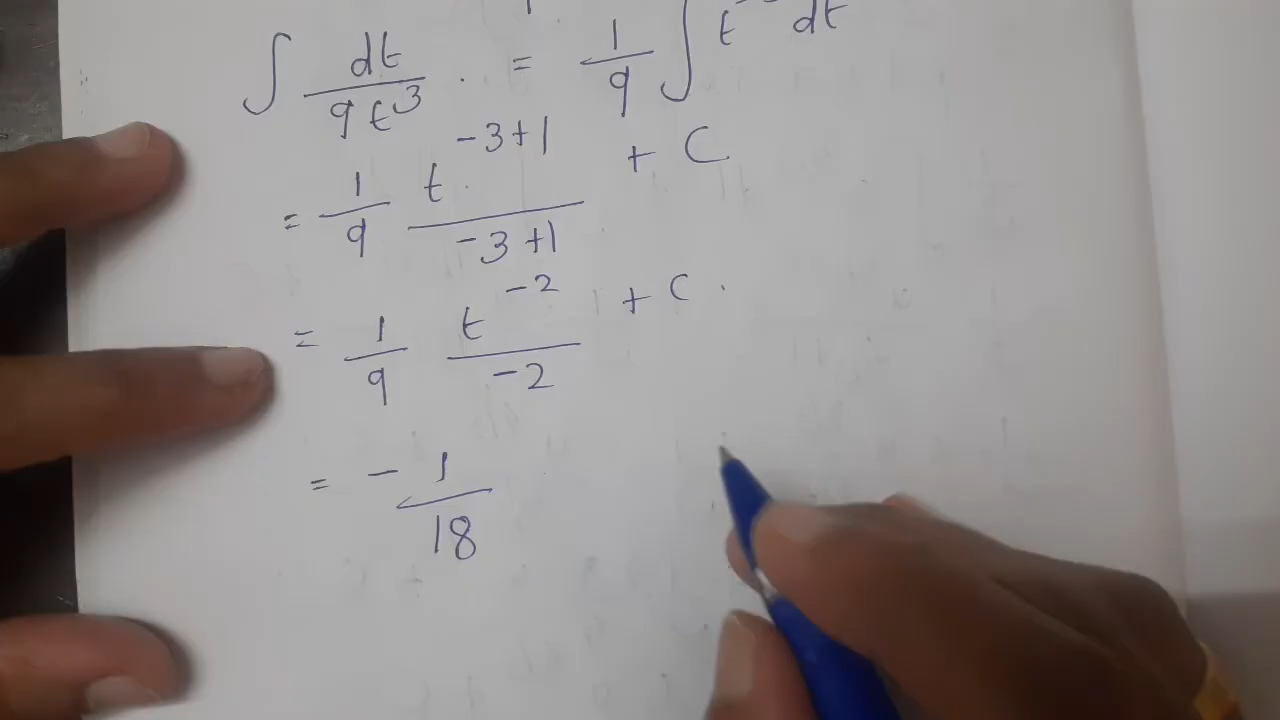 ∫ dt/9t³ . = 1/9 ∫ t dt
= 1/9 t^(-3+1)/(-3+1) + C
= 1/9 t^(-2)/(-2) + C .
= - 1/18